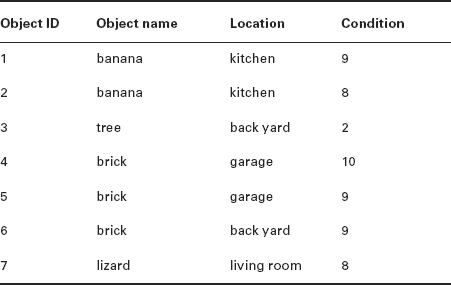 Object ID Object name Location Condition
1 banana kitchen 9
2 banana kitchen 8
3 tree back yard 2
4 brick garage 10
5 brick garage 9
6 brick back yard 9
7 lizard living room 8